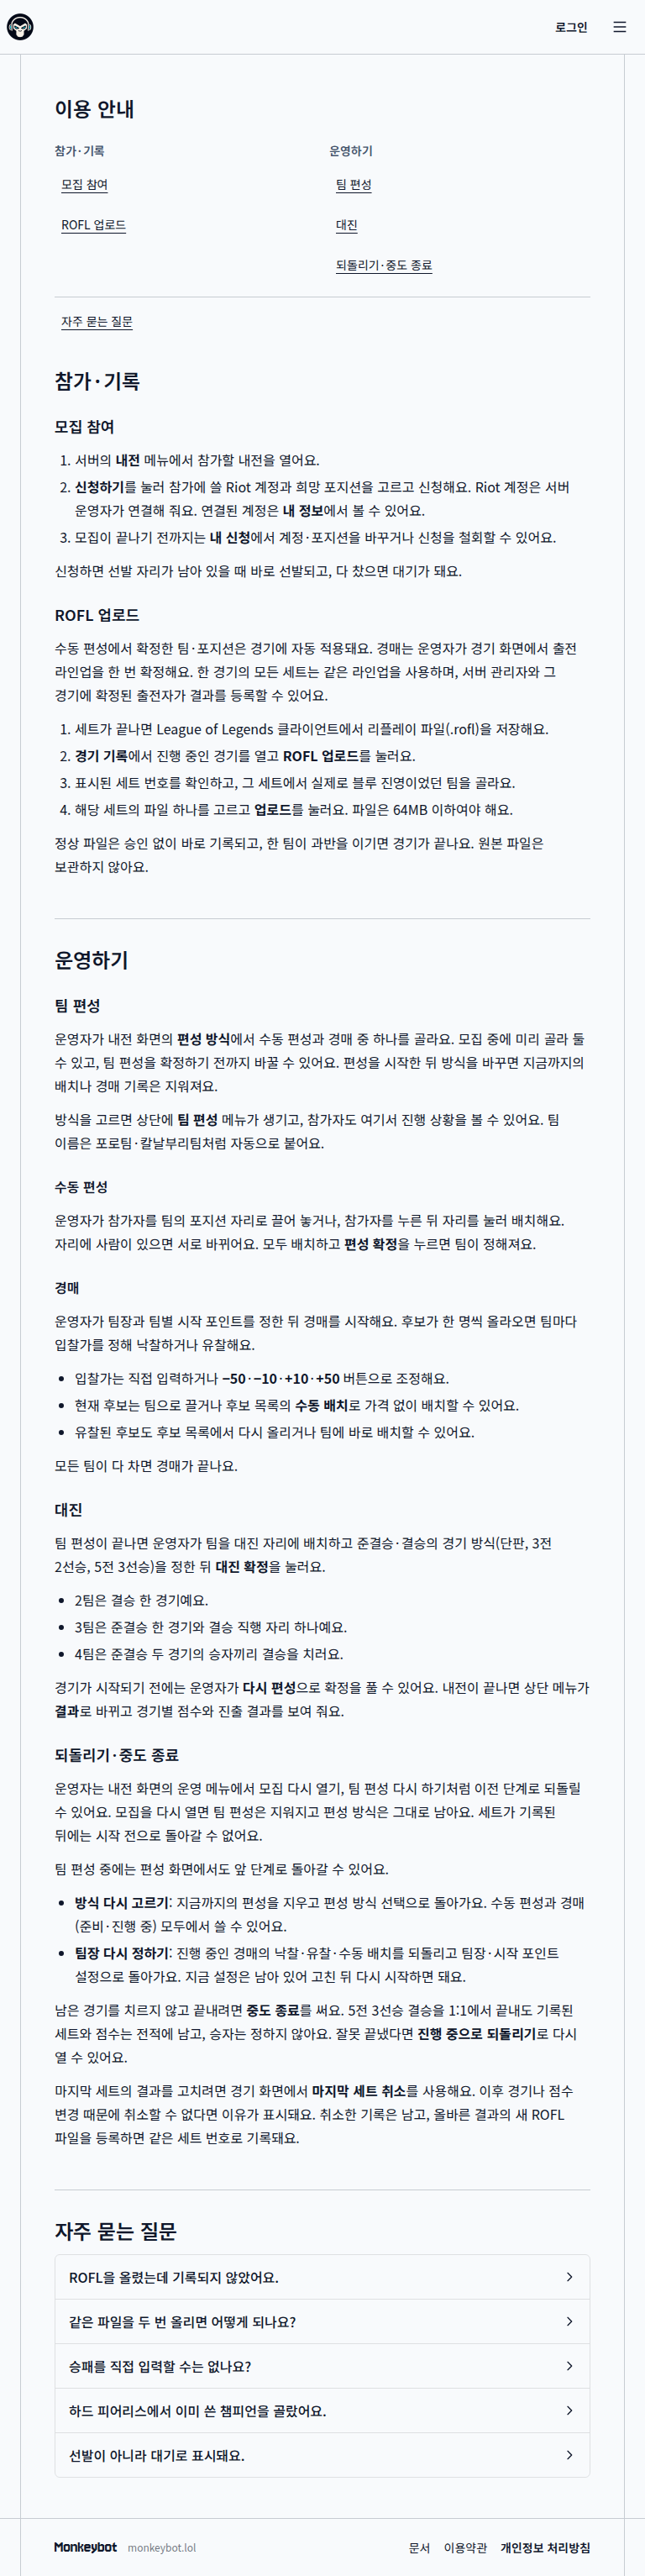 로그인
이용 안내
참가·기록
운영하기
모집 참여
팀 편성
ROFL 업로드
대진
되돌리기·중도 종료
자주 묻는 질문
참가·기록
모집 참여
1. 서버의 내전 메뉴에서 참가할 내전을 열어요.
2. 신청하기를 눌러 참가에 쓸 Riot 계정과 희망 포지션을 고르고 신청해요. Riot 계정은 서버
운영자가 연결해 줘요. 연결된 계정은 내 정보에서 볼 수 있어요.
3. 모집이 끝나기 전까지는 내 신청에서 계정·포지션을 바꾸거나 신청을 철회할 수 있어요.
신청하면 선발 자리가 남아 있을 때 바로 선발되고, 다 찼으면 대기가 돼요.
ROFL 업로드
수동 편성에서 확정한 팀·포지션은 경기에 자동 적용돼요. 경매는 운영자가 경기 화면에서 출전
라인업을 한 번 확정해요. 한 경기의 모든 세트는 같은 라인업을 사용하며, 서버 관리자와 그
경기에 확정된 출전자가 결과를 등록할 수 있어요.
1. 세트가 끝나면 League of Legends 클라이언트에서 리플레이 파일(.rofl)을 저장해요.
2. 경기 기록에서 진행 중인 경기를 열고 ROFL 업로드를 눌러요.
3. 표시된 세트 번호를 확인하고, 그 세트에서 실제로 블루 진영이었던 팀을 골라요.
4. 해당 세트의 파일 하나를 고르고 업로드를 눌러요. 파일은 64MB 이하여야 해요.
정상 파일은 승인 없이 바로 기록되고, 한 팀이 과반을 이기면 경기가 끝나요. 원본 파일은
보관하지 않아요.
운영하기
팀 편성
운영자가 내전 화면의 편성 방식에서 수동 편성과 경매 중 하나를 골라요. 모집 중에 미리 골라 둘
수 있고, 팀 편성을 확정하기 전까지 바꿀 수 있어요. 편성을 시작한 뒤 방식을 바꾸면 지금까지의
배치나 경매 기록은 지워져요.
방식을 고르면 상단에 팀 편성 메뉴가 생기고, 참가자도 여기서 진행 상황을 볼 수 있어요. 팀
이름은 포로팀·칼날부리팀처럼 자동으로 붙어요.
수동 편성
운영자가 참가자를 팀의 포지션 자리로 끌어 놓거나, 참가자를 누른 뒤 자리를 눌러 배치해요.
자리에 사람이 있으면 서로 바뀌어요. 모두 배치하고 편성 확정을 누르면 팀이 정해져요.
경매
운영자가 팀장과 팀별 시작 포인트를 정한 뒤 경매를 시작해요. 후보가 한 명씩 올라오면 팀마다
입찰가를 정해 낙찰하거나 유찰해요.
• 입찰가는 직접 입력하거나 −50·−10·+10·+50 버튼으로 조정해요.
• 현재 후보는 팀으로 끌거나 후보 목록의 수동 배치로 가격 없이 배치할 수 있어요.
• 유찰된 후보도 후보 목록에서 다시 올리거나 팀에 바로 배치할 수 있어요.
모든 팀이 다 차면 경매가 끝나요.
대진
팀 편성이 끝나면 운영자가 팀을 대진 자리에 배치하고 준결승·결승의 경기 방식(단판, 3전
2선승, 5전 3선승)을 정한 뒤 대진 확정을 눌러요.
• 2팀은 결승 한 경기예요.
• 3팀은 준결승 한 경기와 결승 직행 자리 하나예요.
• 4팀은 준결승 두 경기의 승자끼리 결승을 치러요.
경기가 시작되기 전에는 운영자가 다시 편성으로 확정을 풀 수 있어요. 내전이 끝나면 상단 메뉴가
결과로 바뀌고 경기별 점수와 진출 결과를 보여 줘요.
되돌리기·중도 종료
운영자는 내전 화면의 운영 메뉴에서 모집 다시 열기, 팀 편성 다시 하기처럼 이전 단계로 되돌릴
수 있어요. 모집을 다시 열면 팀 편성은 지워지고 편성 방식은 그대로 남아요. 세트가 기록된
뒤에는 시작 전으로 돌아갈 수 없어요.
팀 편성 중에는 편성 화면에서도 앞 단계로 돌아갈 수 있어요.
• 방식 다시 고르기: 지금까지의 편성을 지우고 편성 방식 선택으로 돌아가요. 수동 편성과 경매
(준비·진행 중) 모두에서 쓸 수 있어요.
• 팀장 다시 정하기: 진행 중인 경매의 낙찰·유찰·수동 배치를 되돌리고 팀장·시작 포인트
설정으로 돌아가요. 지금 설정은 남아 있어 고친 뒤 다시 시작하면 돼요.
남은 경기를 치르지 않고 끝내려면 중도 종료를 써요. 5전 3선승 결승을 1:1에서 끝내도 기록된
세트와 점수는 전적에 남고, 승자는 정하지 않아요. 잘못 끝냈다면 진행 중으로 되돌리기로 다시
열 수 있어요.
마지막 세트의 결과를 고치려면 경기 화면에서 마지막 세트 취소를 사용해요. 이후 경기나 점수
변경 때문에 취소할 수 없다면 이유가 표시돼요. 취소한 기록은 남고, 올바른 결과의 새 ROFL
파일을 등록하면 같은 세트 번호로 기록돼요.
자주 묻는 질문
ROFL을 올렸는데 기록되지 않았어요.
같은 파일을 두 번 올리면 어떻게 되나요?
승패를 직접 입력할 수는 없나요?
하드 피어리스에서 이미 쓴 챔피언을 골랐어요.
선발이 아니라 대기로 표시돼요.
Monkeybot monkeybot.lol 문서 이용약관 개인정보 처리방침